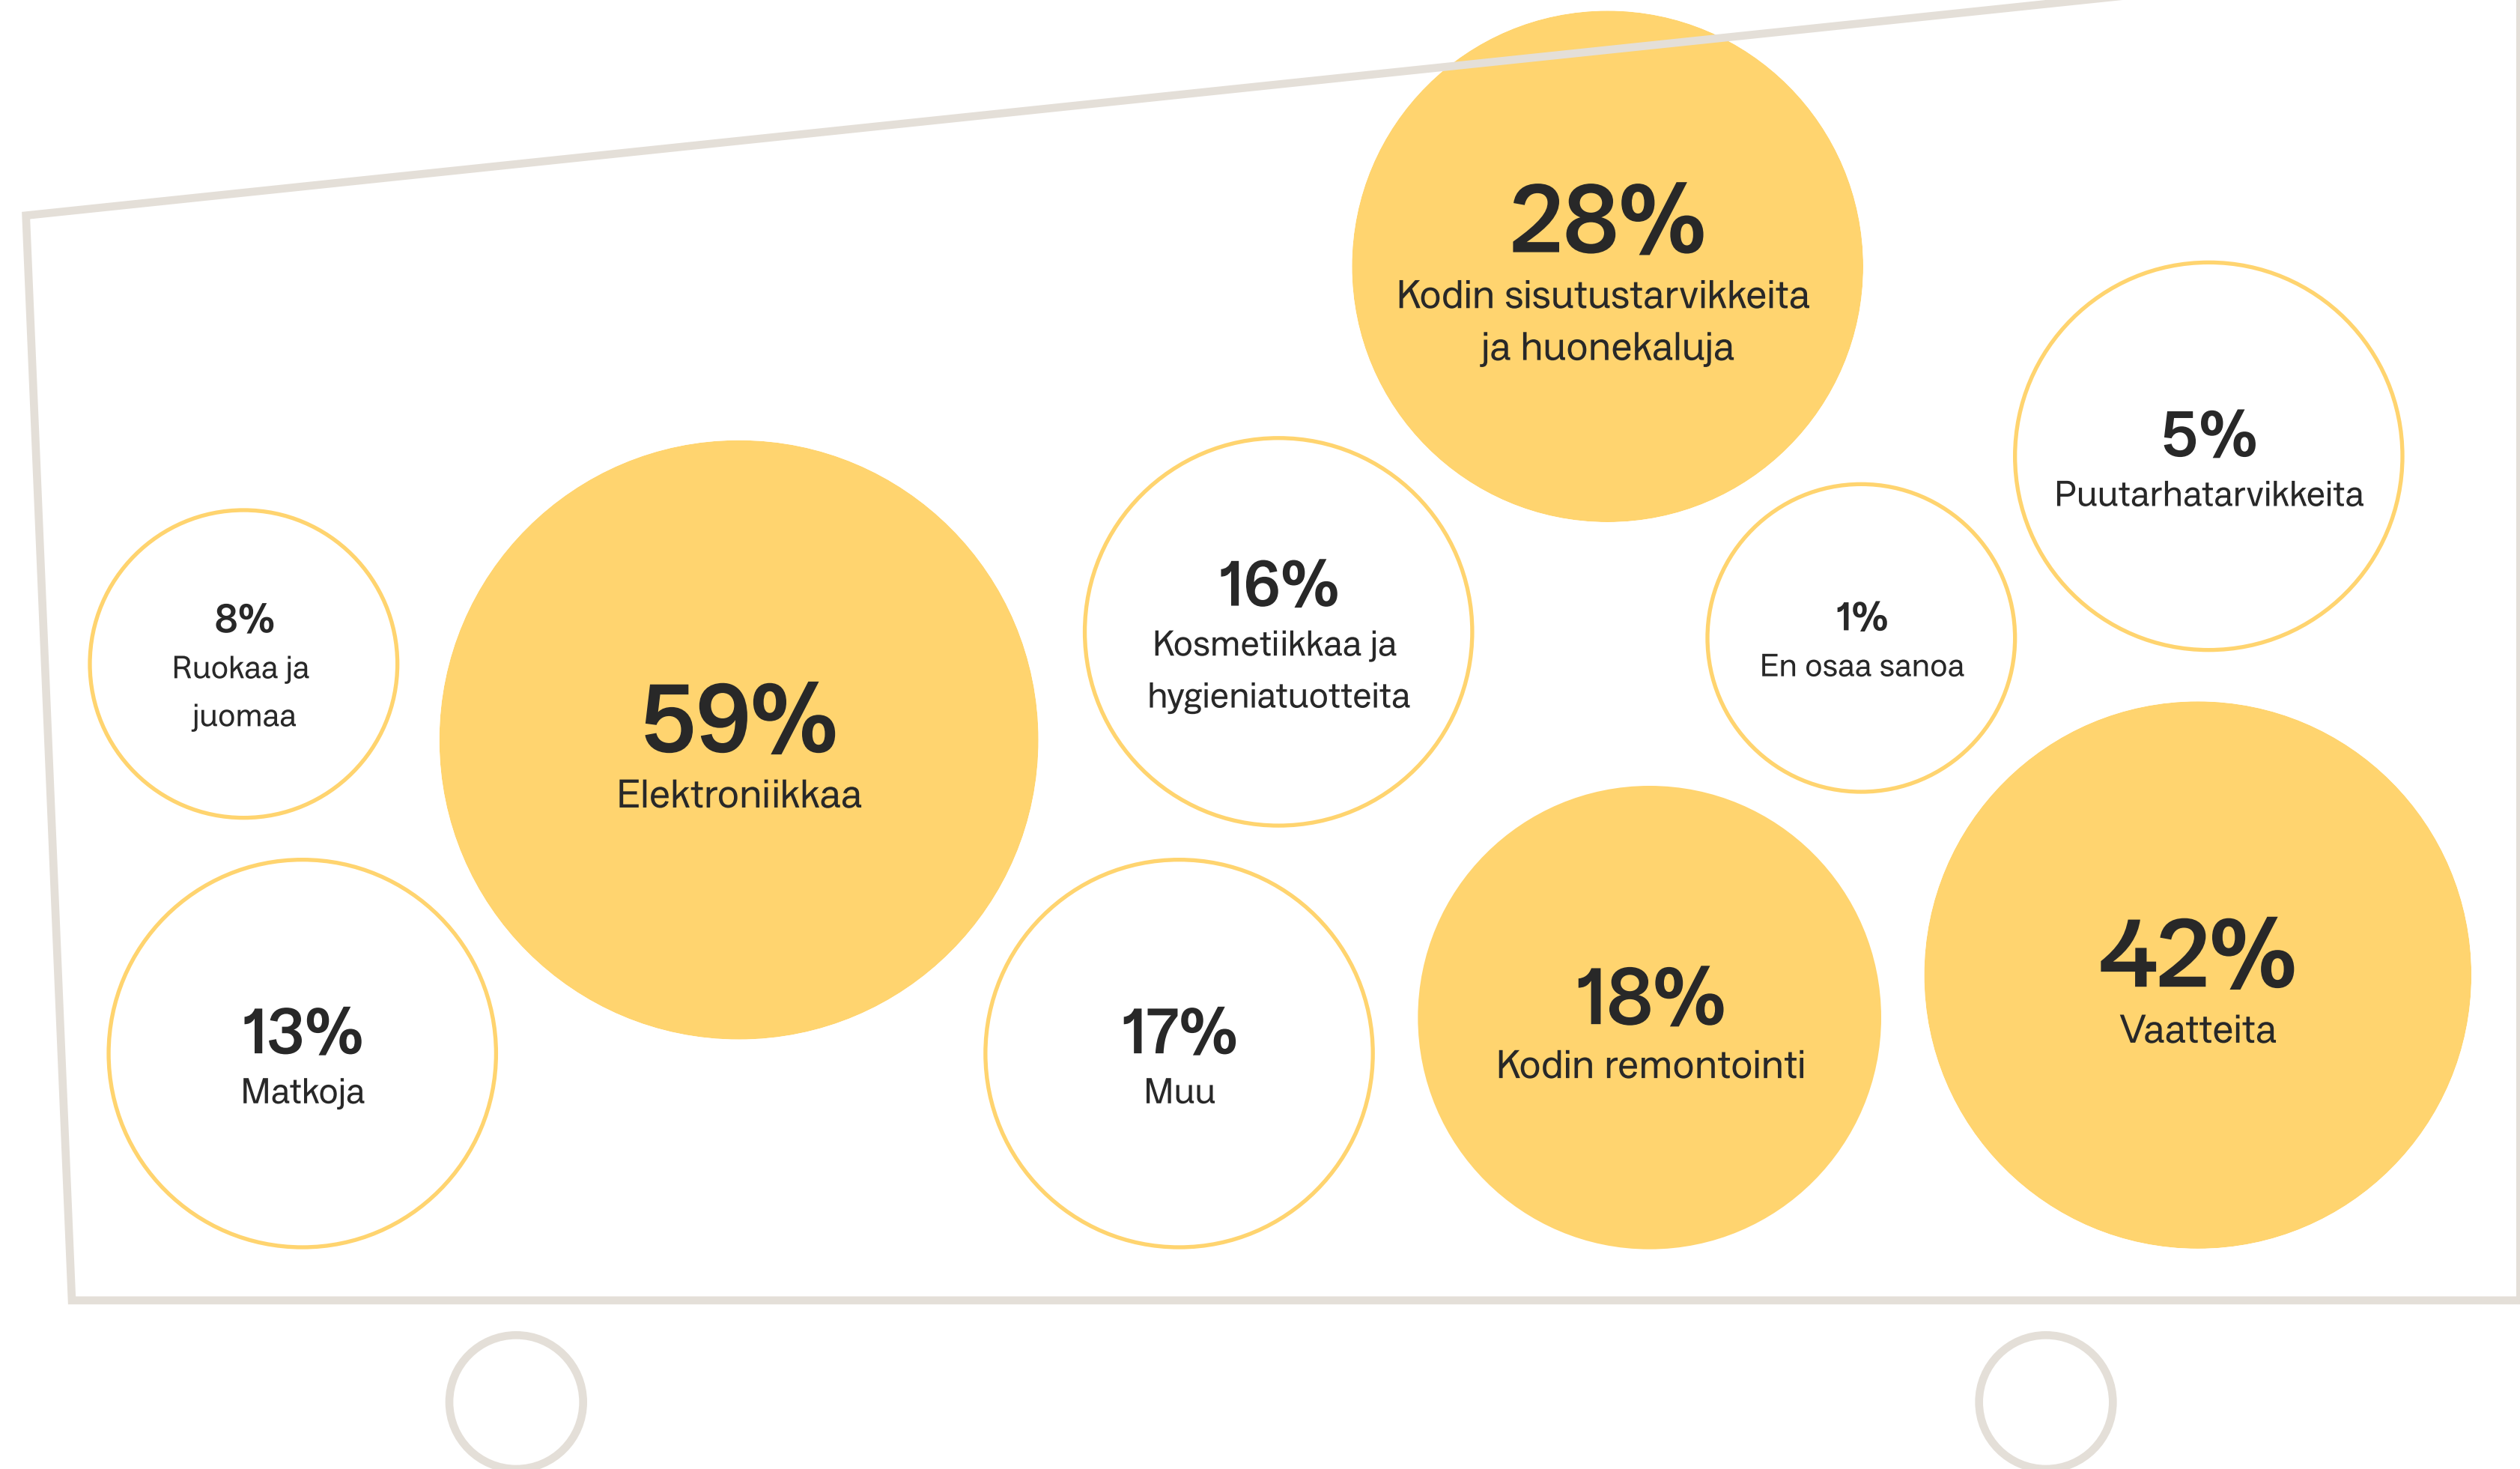 28%
Kodin sisutustarvikkeita
ja huonekaluja
5%
Puutarhatarvikkeita
8%
Ruokaa ja
juomaa
59%
Elektroniikkaa
16%
Kosmetiikkaa ja
hygieniatuotteita
1%
En osaa sanoa
13%
Matkoja
17%
Muu
18%
Kodin remontointi
42%
Vaatteita